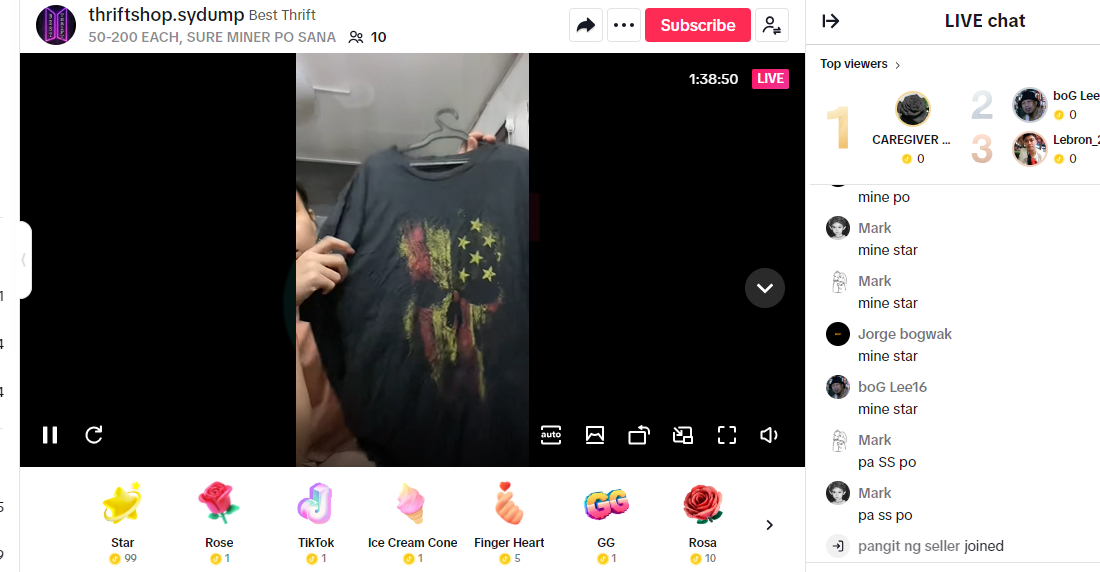 thriftshop.sydump Best Thrift
50-200 EACH, SURE MINER PO SANA 10
Subscribe
1:38:50 LIVE
auto
Star
99
Rose
1
TikTok
1
Ice Cream Cone
1
Finger Heart
5
GG
GG
1
Rosa
10
LIVE chat
Top viewers
1
CAREGIVER ...
0
2
boG Lee
0
3
Lebron_2
0
mine po
Mark
mine star
Mark
mine star
Jorge bogwak
mine star
boG Lee16
mine star
Mark
pa SS po
Mark
pa ss po
pangit ng seller joined